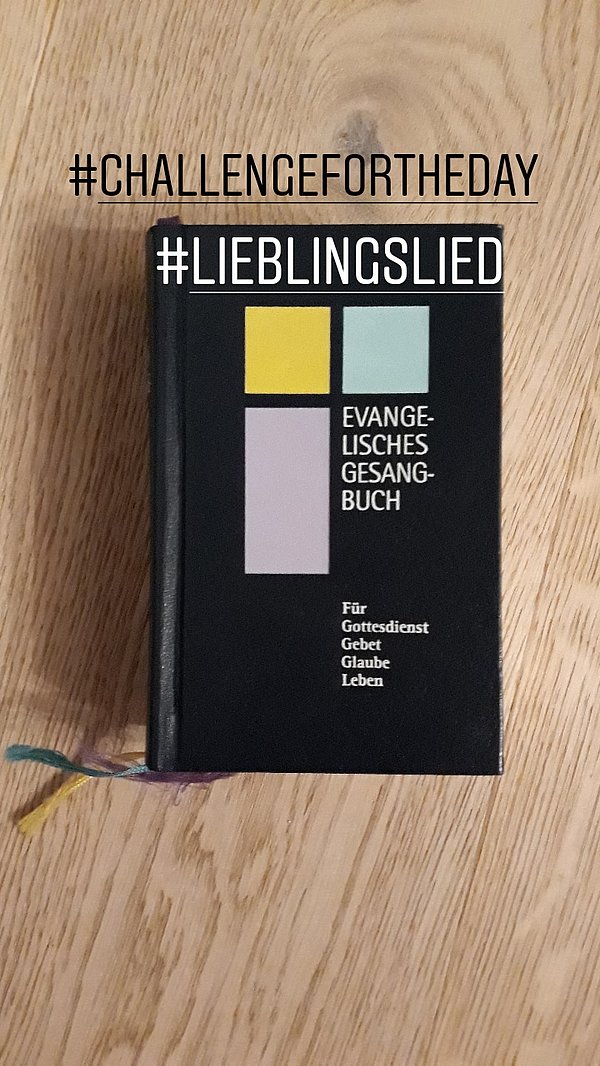 #CHALLENGEFORTHEDAY
#LIEBLINGSLIED
EVANGE-
LISCHES
GESANG-
BUCH
Für
Gottesdienst
Gebet
Glaube
Leben